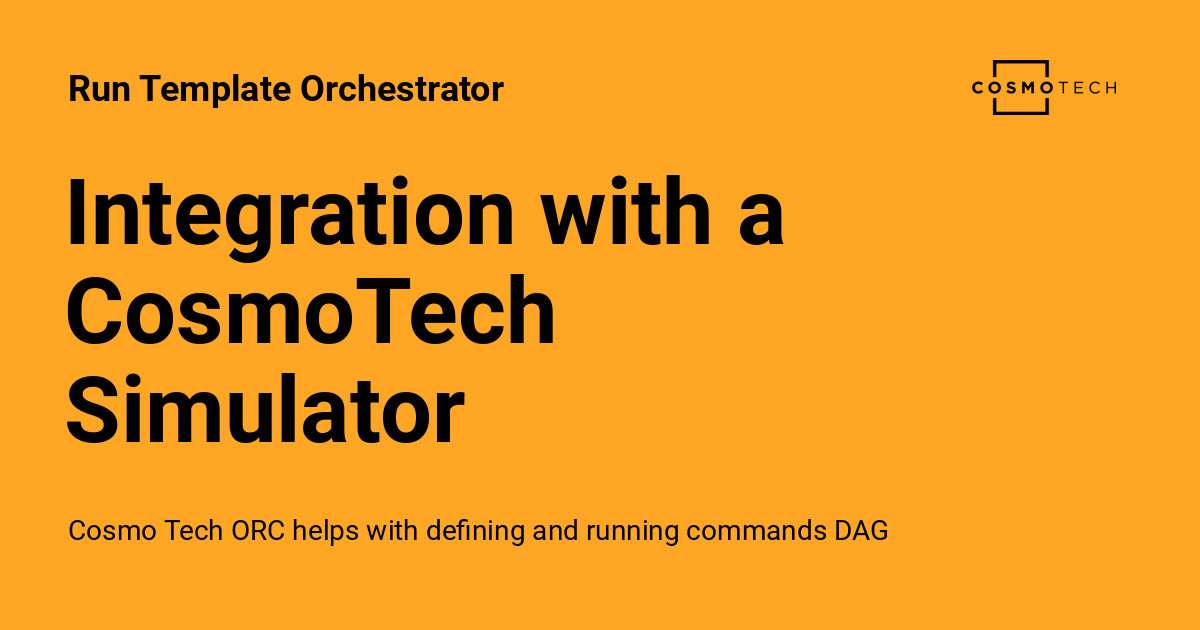 Run Template Orchestrator
COSMOTECH
Integration with a
CosmoTech
Simulator
Cosmo Tech ORC helps with defining and running commands DAG